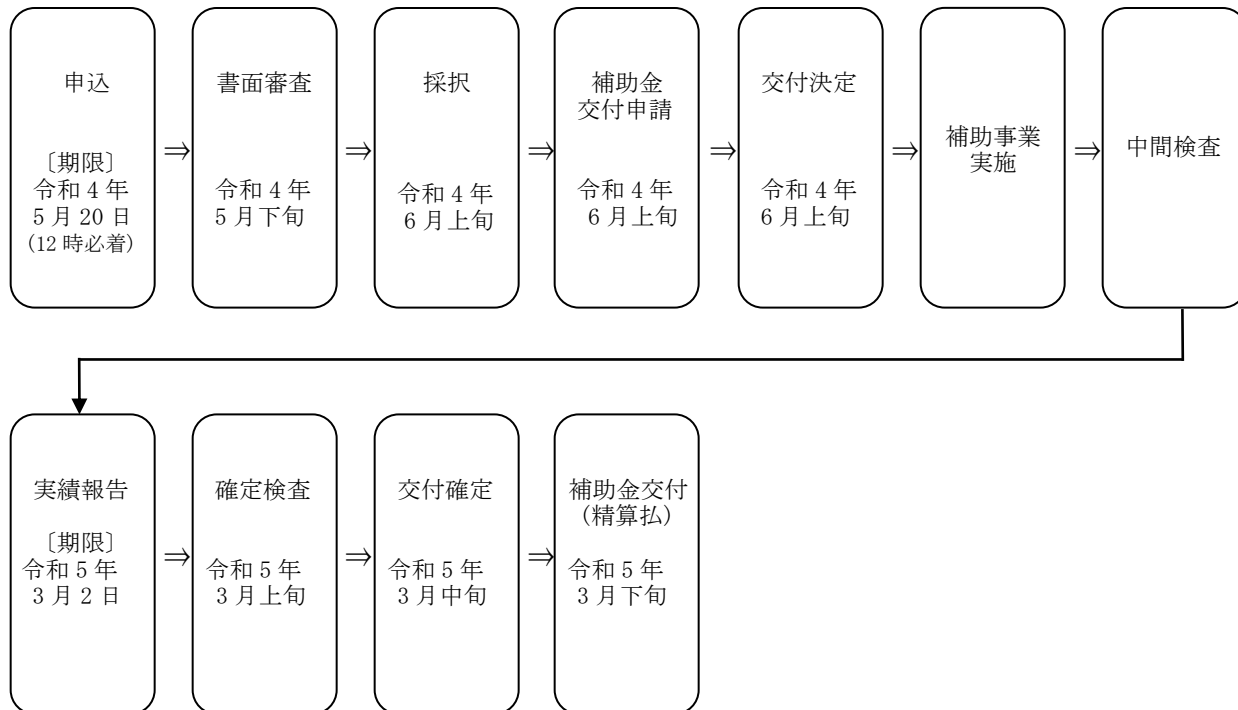 申込
〔期限〕
令和４年
５月20日
(12時必着)
⇒
書面審査
令和４年
５月下旬
⇒
採択
令和４年
６月上旬
⇒
補助金
交付申請
令和４年
６月上旬
⇒
交付決定
令和４年
６月上旬
⇒
補助事業
実施
⇒
中間検査
実績報告
〔期限〕
令和５年
３月２日
⇒
確定検査
令和５年
３月上旬
⇒
交付確定
令和５年
３月中旬
⇒
補助金交付
(精算払)
令和５年
３月下旬